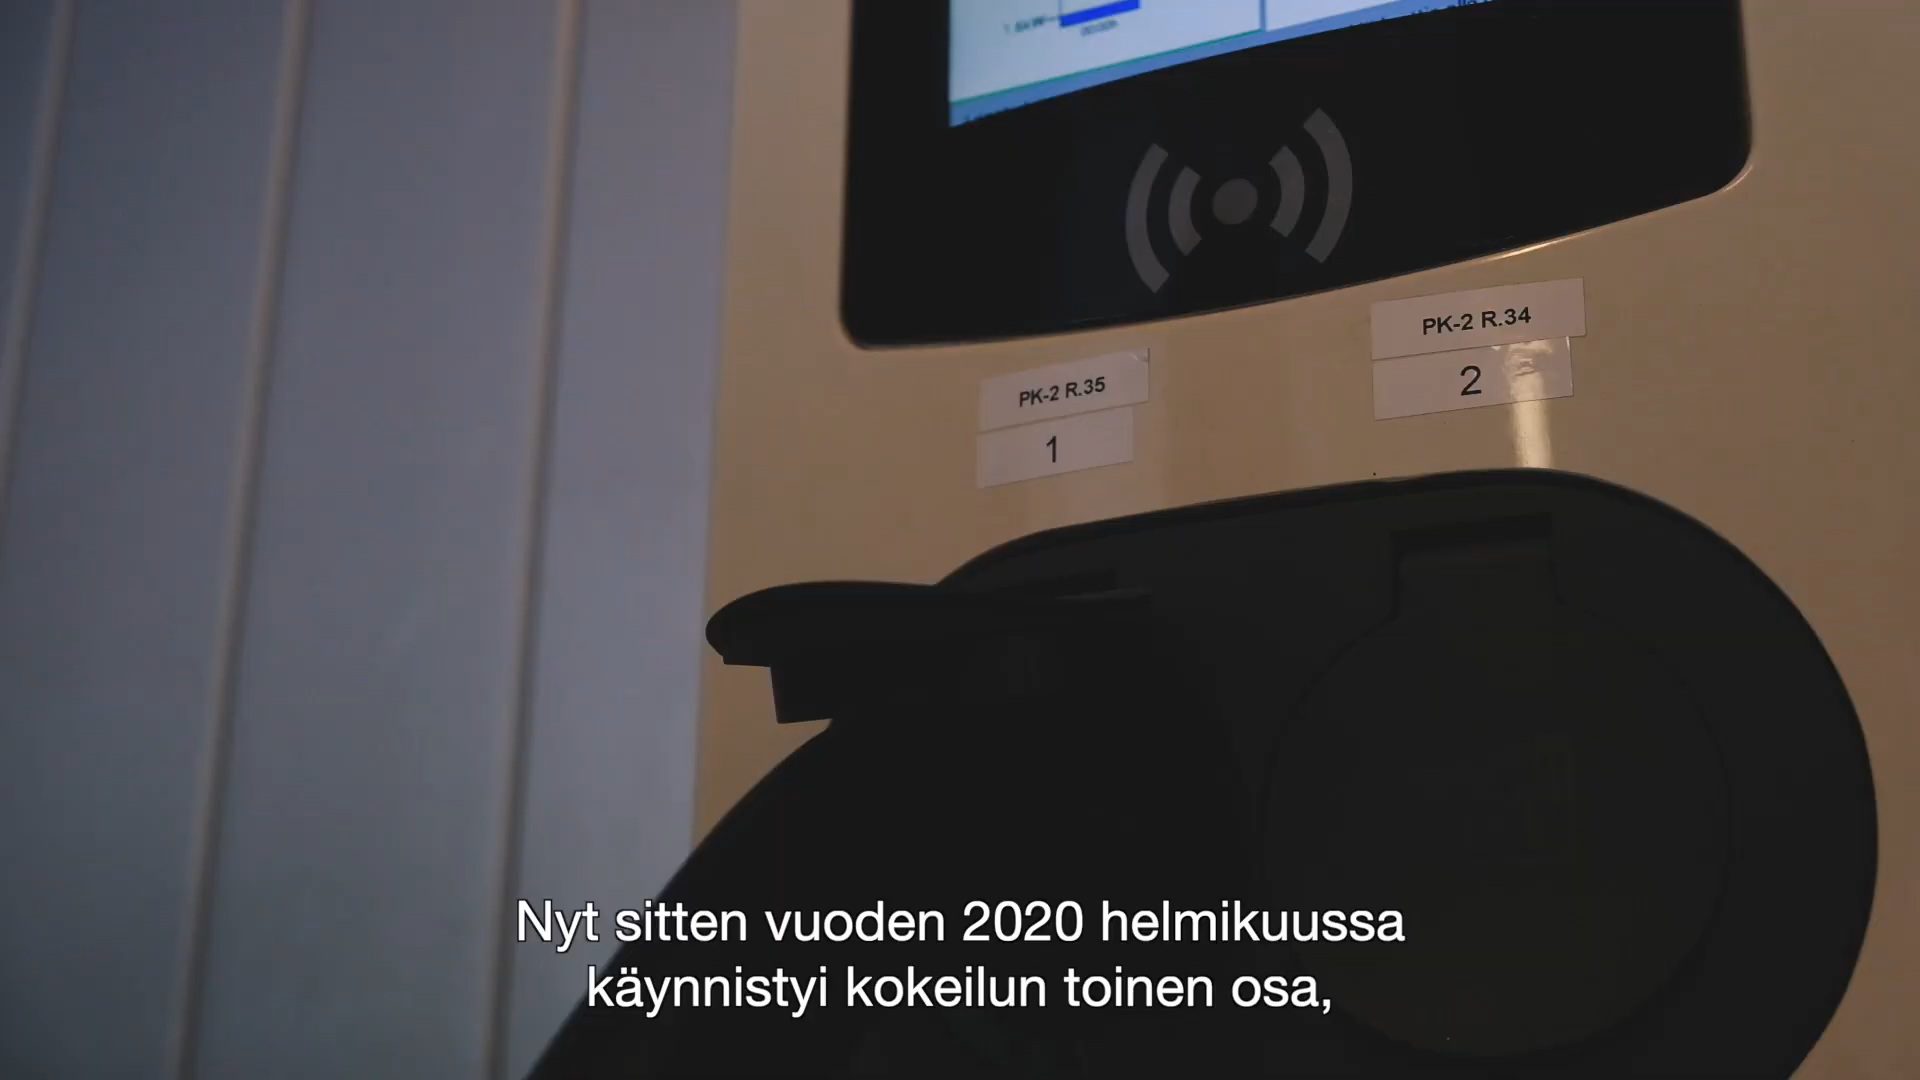 PK-2 R.34
2
PK-2 R.35
1
Nyt sitten vuoden 2020 helmikuussa
käynnistyi kokeilun toinen osa,